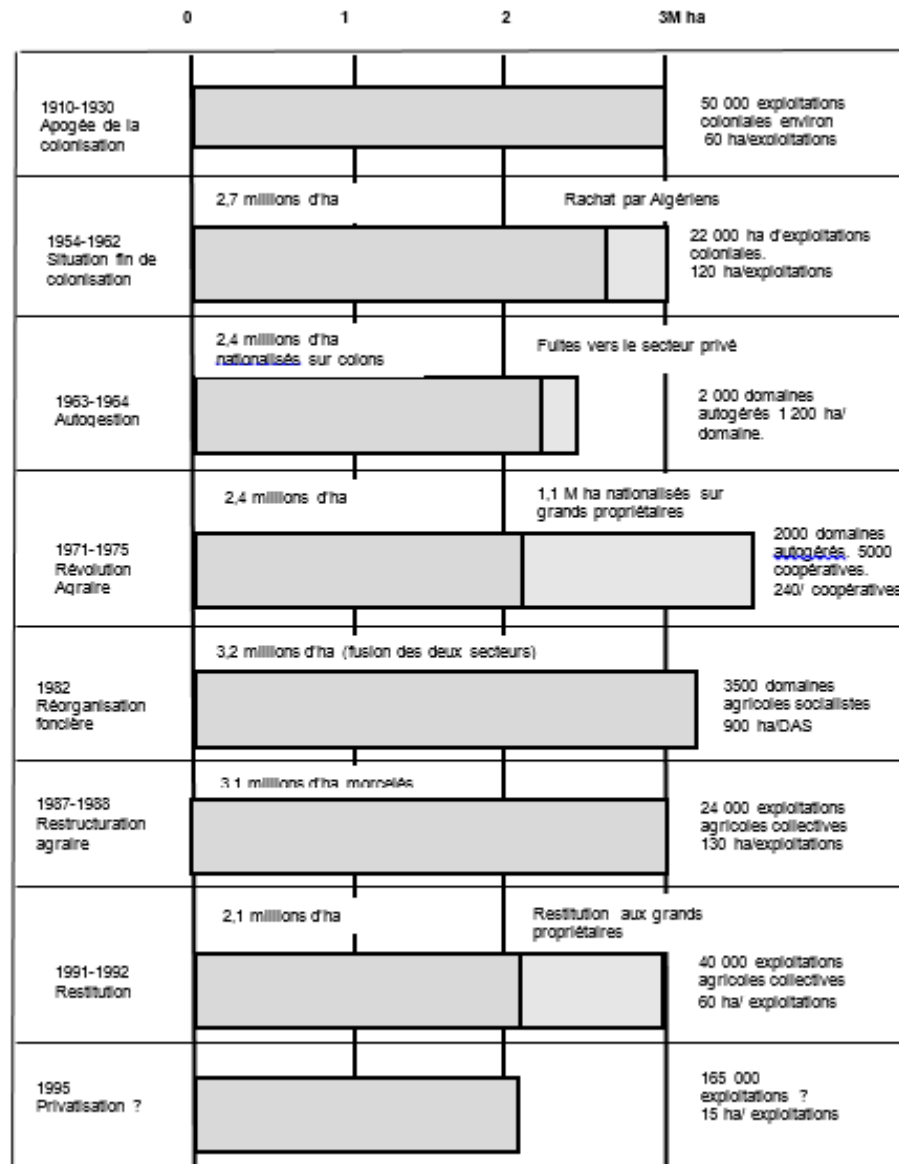 0 1 2 3M ha
1910-1930
Apogée de la
colonisation
50 000 exploitations
coloniales environ
60 ha/exploitations
2,7 millions d'ha
Rachat par Algériens
1954-1962
Situation fin de
colonisation
22 000 ha d'exploitations
coloniales.
120 ha/exploitations
2,4 millions d'ha
nationalisés sur colons
Fuites vers le secteur privé
1963-1964
Autogestion
2 000 domaines
autogérés 1 200 ha/
domaine.
2,4 millions d'ha
1,1 M ha nationalisés sur
grands propriétaires
1971-1975
Révolution
Agraire
2000 domaines
autogérés. 5000
coopératives.
240/ coopératives
3,2 millions d'ha (fusion des deux secteurs)
1982
Réorganisation
foncière
3500 domaines
agricoles socialistes
900 ha/DAS
3,1 millions d'ha morcelés
1987-1988
Restructuration
agraire
24 000 exploitations
agricoles collectives
130 ha/exploitations
2,1 millions d'ha
Restitution aux grands
propriétaires
1991-1992
Restitution
40 000 exploitations
agricoles collectives
60 ha/ exploitations
1995
Privatisation ?
165 000
exploitations ?
15 ha/ exploitations